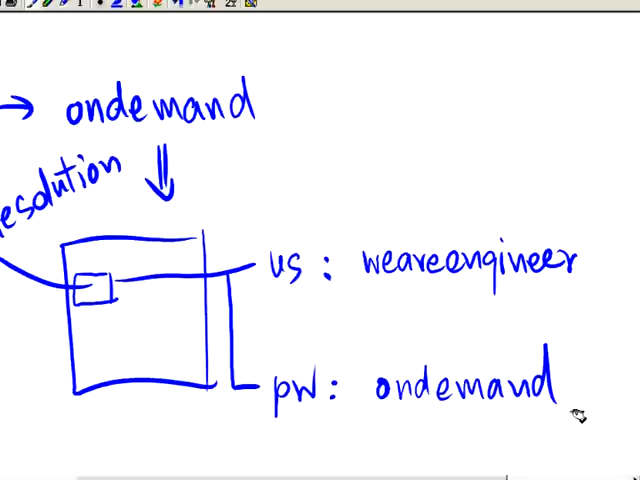 → ondemand
esolution
us : weareengineer
pw : ondemand